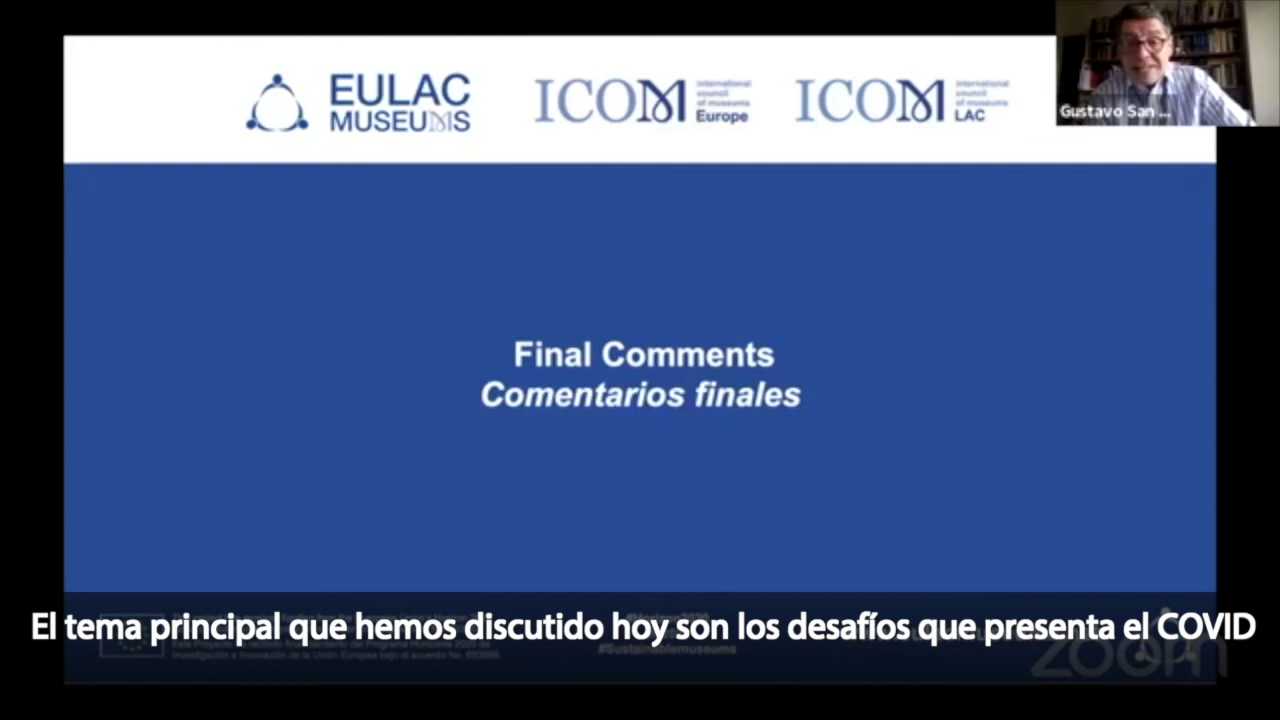 EULAC
MUSEUMS
ICOM
international
council
of museums
Europe
ICOM
international
council
of museums
LAC
Gustavo San ...
Final Comments
Comentarios finales
El tema principal que hemos discutido hoy son los desafíos que presenta el COVID
#Sustainablemuseums
zoom